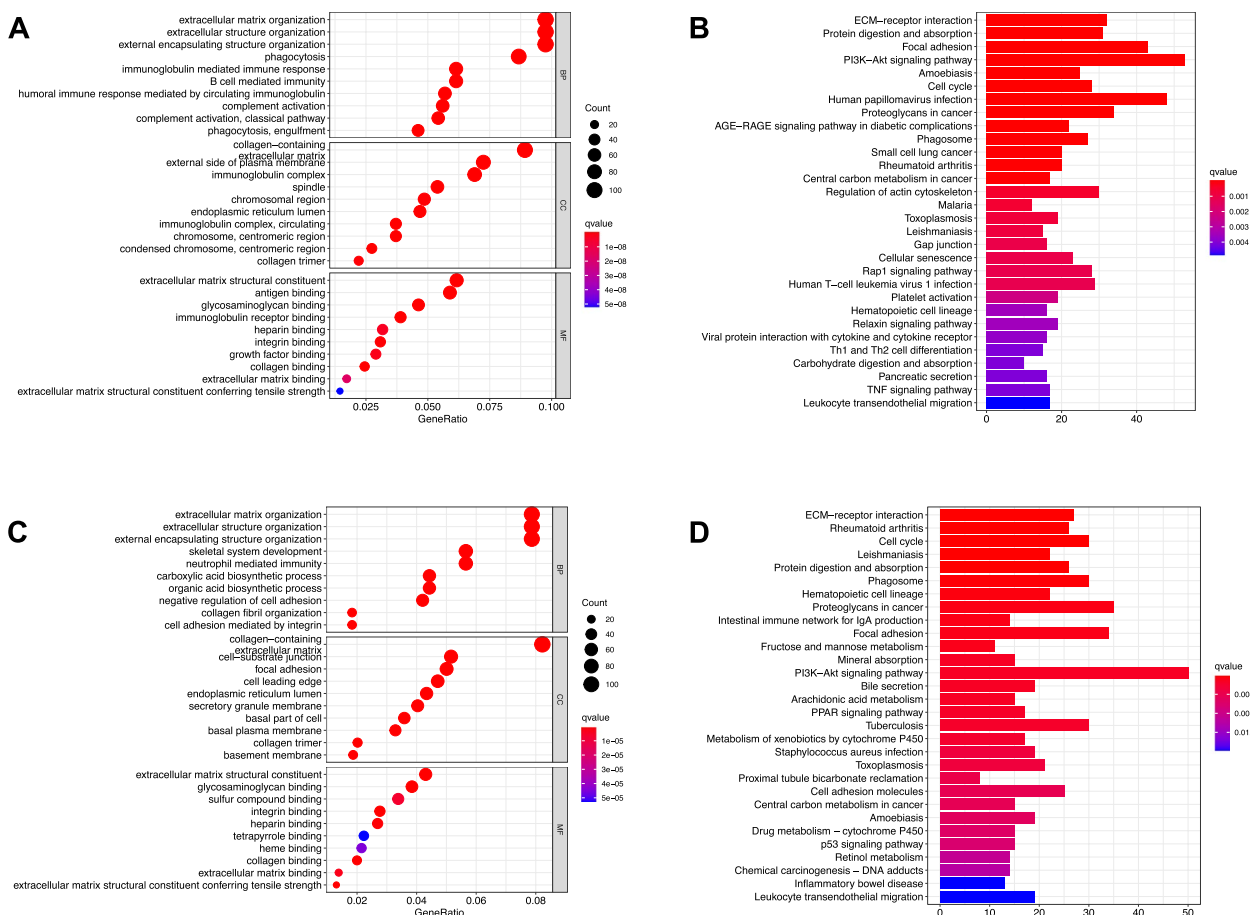 A
extracellular matrix organization
extracellular structure organization
external encapsulating structure organization
phagocytosis
immunoglobulin mediated immune response
B cell mediated immunity
humoral immune response mediated by circulating immunoglobulin
complement activation
complement activation, classical pathway
phagocytosis, engulfment
BP
collagen−containing
extracellular matrix
external side of plasma membrane
immunoglobulin complex
spindle
chromosomal region
endoplasmic reticulum lumen
immunoglobulin complex, circulating
chromosome, centromeric region
condensed chromosome, centromeric region
collagen trimer
CC
extracellular matrix structural constituent
antigen binding
glycosaminoglycan binding
immunoglobulin receptor binding
heparin binding
integrin binding
growth factor binding
collagen binding
extracellular matrix binding
extracellular matrix structural constituent conferring tensile strength
MF
0.025 0.050 0.075 0.100
GeneRatio
Count
20
40
60
80
100
qvalue
1e−08
2e−08
3e−08
4e−08
5e−08
B
ECM−receptor interaction
Protein digestion and absorption
Focal adhesion
PI3K−Akt signaling pathway
Amoebiasis
Cell cycle
Human papillomavirus infection
Proteoglycans in cancer
AGE−RAGE signaling pathway in diabetic complications
Phagosome
Small cell lung cancer
Rheumatoid arthritis
Central carbon metabolism in cancer
Regulation of actin cytoskeleton
Malaria
Toxoplasmosis
Leishmaniasis
Gap junction
Cellular senescence
Rap1 signaling pathway
Human T−cell leukemia virus 1 infection
Platelet activation
Hematopoietic cell lineage
Relaxin signaling pathway
Viral protein interaction with cytokine and cytokine receptor
Th1 and Th2 cell differentiation
Carbohydrate digestion and absorption
Pancreatic secretion
TNF signaling pathway
Leukocyte transendothelial migration
0 20 40
qvalue
0.001
0.002
0.003
0.004
C
extracellular matrix organization
extracellular structure organization
external encapsulating structure organization
skeletal system development
neutrophil mediated immunity
carboxylic acid biosynthetic process
organic acid biosynthetic process
negative regulation of cell adhesion
collagen fibril organization
cell adhesion mediated by integrin
BP
collagen−containing
extracellular matrix
cell−substrate junction
focal adhesion
cell leading edge
endoplasmic reticulum lumen
secretory granule membrane
basal part of cell
basal plasma membrane
collagen trimer
basement membrane
CC
extracellular matrix structural constituent
glycosaminoglycan binding
sulfur compound binding
integrin binding
heparin binding
tetrapyrrole binding
heme binding
collagen binding
extracellular matrix binding
extracellular matrix structural constituent conferring tensile strength
MF
0.02 0.04 0.06 0.08
GeneRatio
Count
20
40
60
80
100
qvalue
1e−05
2e−05
3e−05
4e−05
5e−05
D
ECM−receptor interaction
Rheumatoid arthritis
Cell cycle
Leishmaniasis
Protein digestion and absorption
Phagosome
Hematopoietic cell lineage
Proteoglycans in cancer
Intestinal immune network for IgA production
Focal adhesion
Fructose and mannose metabolism
Mineral absorption
PI3K−Akt signaling pathway
Bile secretion
Arachidonic acid metabolism
PPAR signaling pathway
Tuberculosis
Metabolism of xenobiotics by cytochrome P450
Staphylococcus aureus infection
Toxoplasmosis
Proximal tubule bicarbonate reclamation
Cell adhesion molecules
Central carbon metabolism in cancer
Amoebiasis
Drug metabolism − cytochrome P450
p53 signaling pathway
Retinol metabolism
Chemical carcinogenesis − DNA adducts
Inflammatory bowel disease
Leukocyte transendothelial migration
0 10 20 30 40 50
qvalue
0.00
0.00
0.01